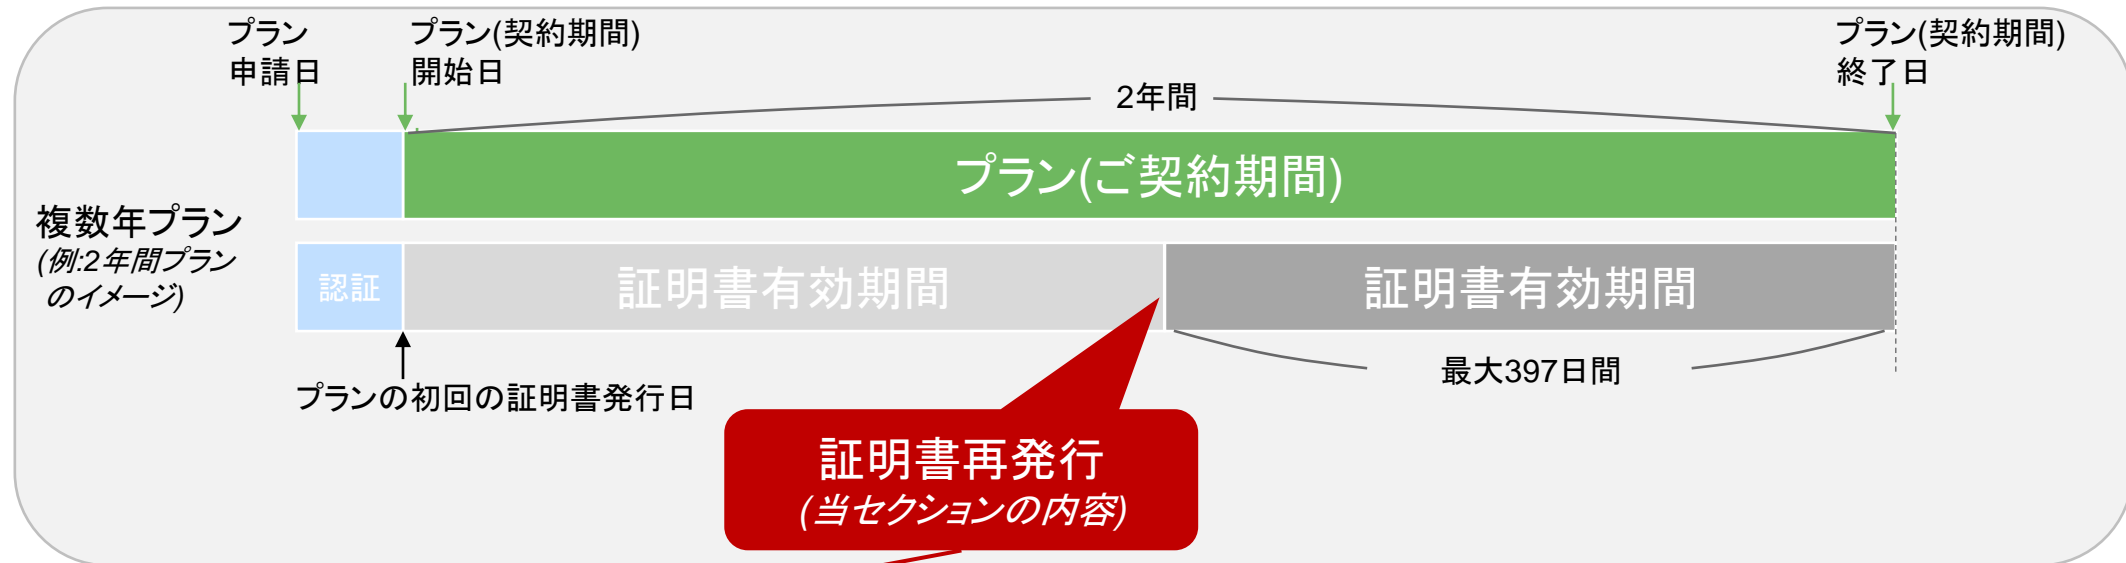 プラン
申請日
プラン(契約期間)
開始日
プラン(契約期間)
終了日
2年間
プラン(ご契約期間)
複数年プラン
(例:2年間プラン
のイメージ)
認証
証明書有効期間
証明書有効期間
最大397日間
プランの初回の証明書発行日
証明書再発行
(当セクションの内容)